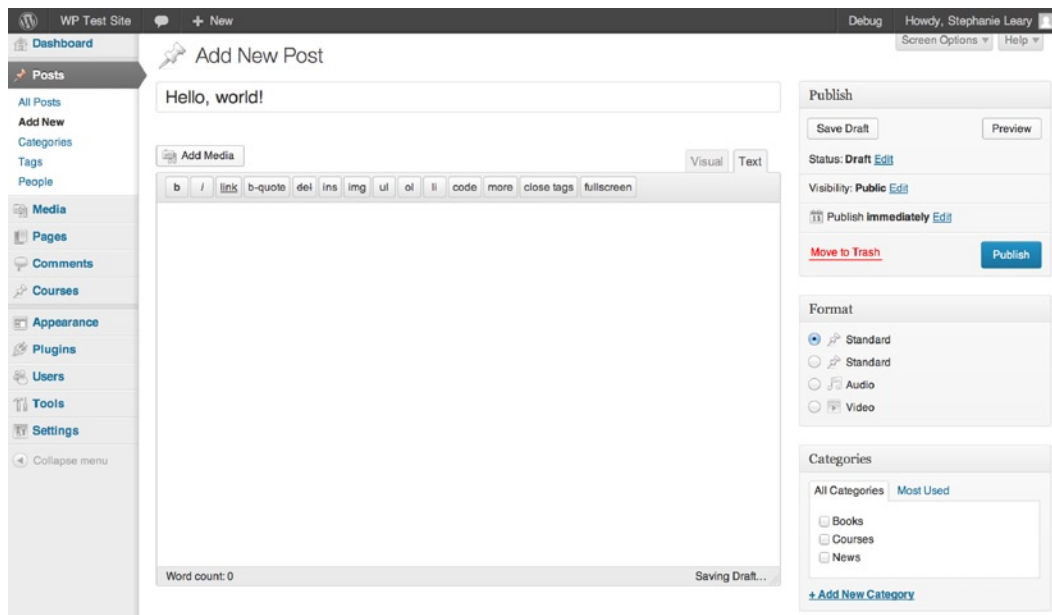 WP Test Site + New Debug Howdy, Stephanie Leary
Dashboard
Posts
All Posts
Add New
Categories
Tags
People
Media
Pages
Comments
Courses
Appearance
Plugins
Users
Tools
Settings
Collapse menu
Screen Options Help
Add New Post
Hello, world!
Add Media
Visual Text
b i link b-quote del ins img ul ol li code more close tags fullscreen
Word count: 0 Saving Draft...
Publish
Save Draft Preview
Status: Draft Edit
Visibility: Public Edit
11 Publish immediately Edit
Move to Trash Publish
Format
Standard
Standard
Audio
Video
Categories
All Categories Most Used
Books
Courses
News
+ Add New Category